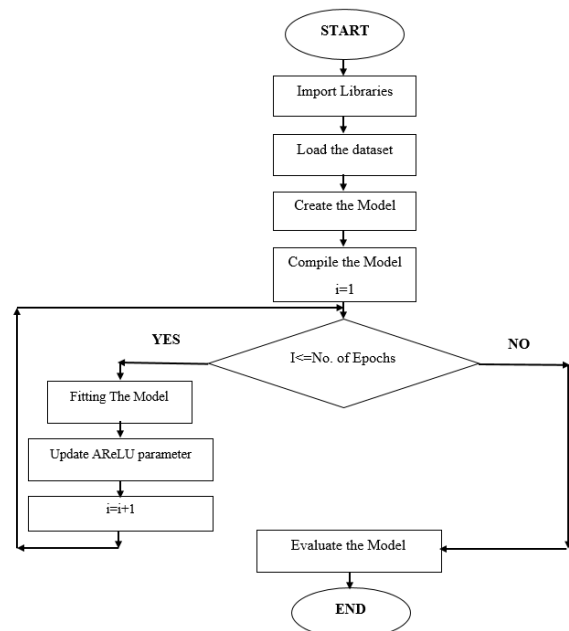 START
Import Libraries
Load the dataset
Create the Model
Compile the Model
i=1
YES
I<=No. of Epochs
NO
Fitting The Model
Update AReLU parameter
i=i+1
Evaluate the Model
END